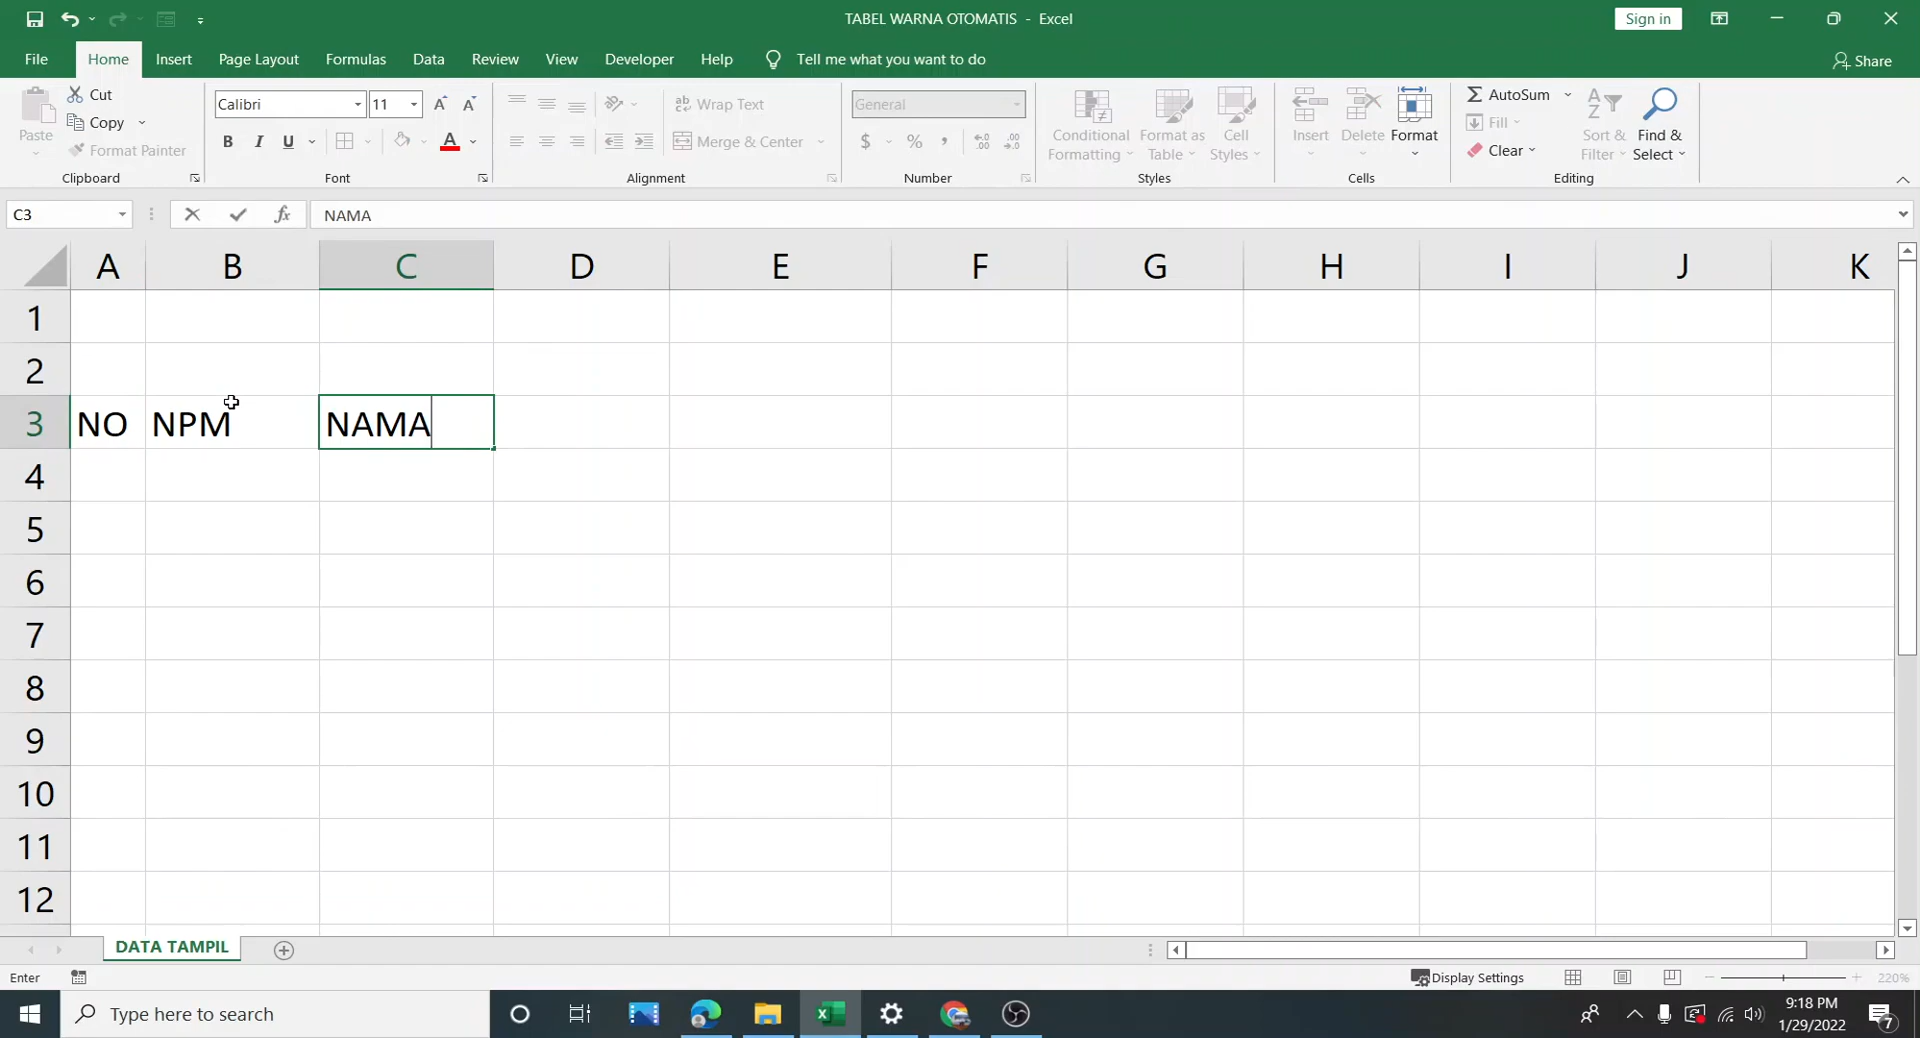 TABEL WARNA OTOMATIS - Excel
Sign in
File Home Insert Page Layout Formulas Data Review View Developer Help Tell me what you want to do Share
Paste
Cut
Copy
Format Painter
Clipboard
Calibri 11
B I U A
Font
ab Wrap Text
Merge & Center
Alignment
General
$ % ,
Number
Conditional Formatting
Format as Table
Cell Styles
Styles
Insert Delete Format
Cells
AutoSum
Fill
Clear
Sort & Filter
Find & Select
Editing
C3 fx NAMA
A B C D E F G H I J K
1
2
3 NO NPM NAMA
4
5
6
7
8
9
10
11
12
DATA TAMPIL
Enter Display Settings 220%
Type here to search
9:18 PM
1/29/2022
7